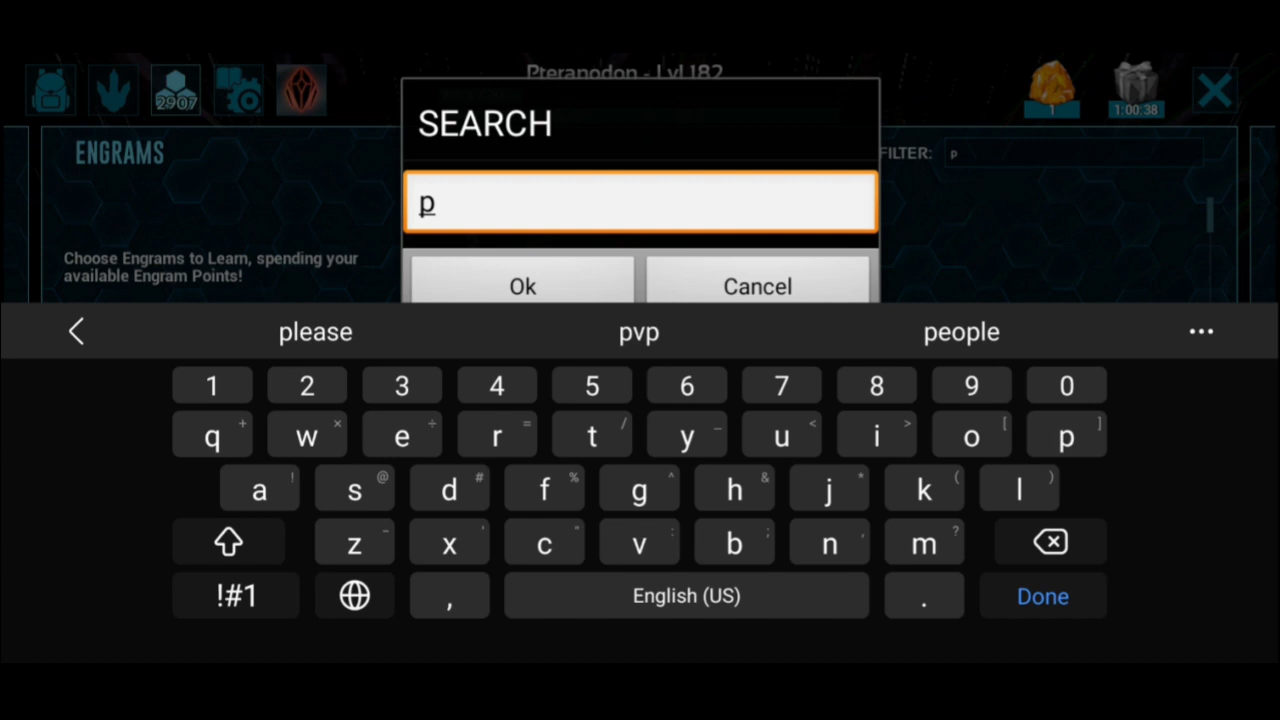 Pteranodon - Lvl 182
2907
1
1:00:38
SEARCH
ENGRAMS
FILTER: p
p
Choose Engrams to Learn, spending your
available Engram Points!
Ok Cancel
please pvp people
1 2 3 4 5 6 7 8 9 0
q + w × e ÷ r = t / y _ u < i > o [ p ]
a ! s @ d # f % g ^ h & j * k ( l )
z - x ' c " v : b ; n , m ?
!#1 , English (US) . Done